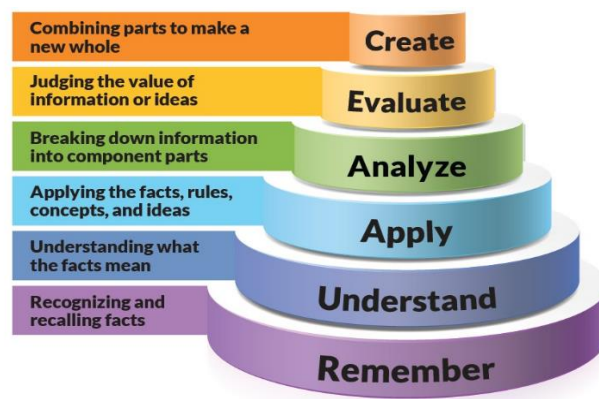 Combining parts to make a
new whole
Create
Judging the value of
information or ideas
Evaluate
Breaking down information
into component parts
Analyze
Applying the facts, rules,
concepts, and ideas
Apply
Understanding what
the facts mean
Understand
Recognizing and
recalling facts
Remember